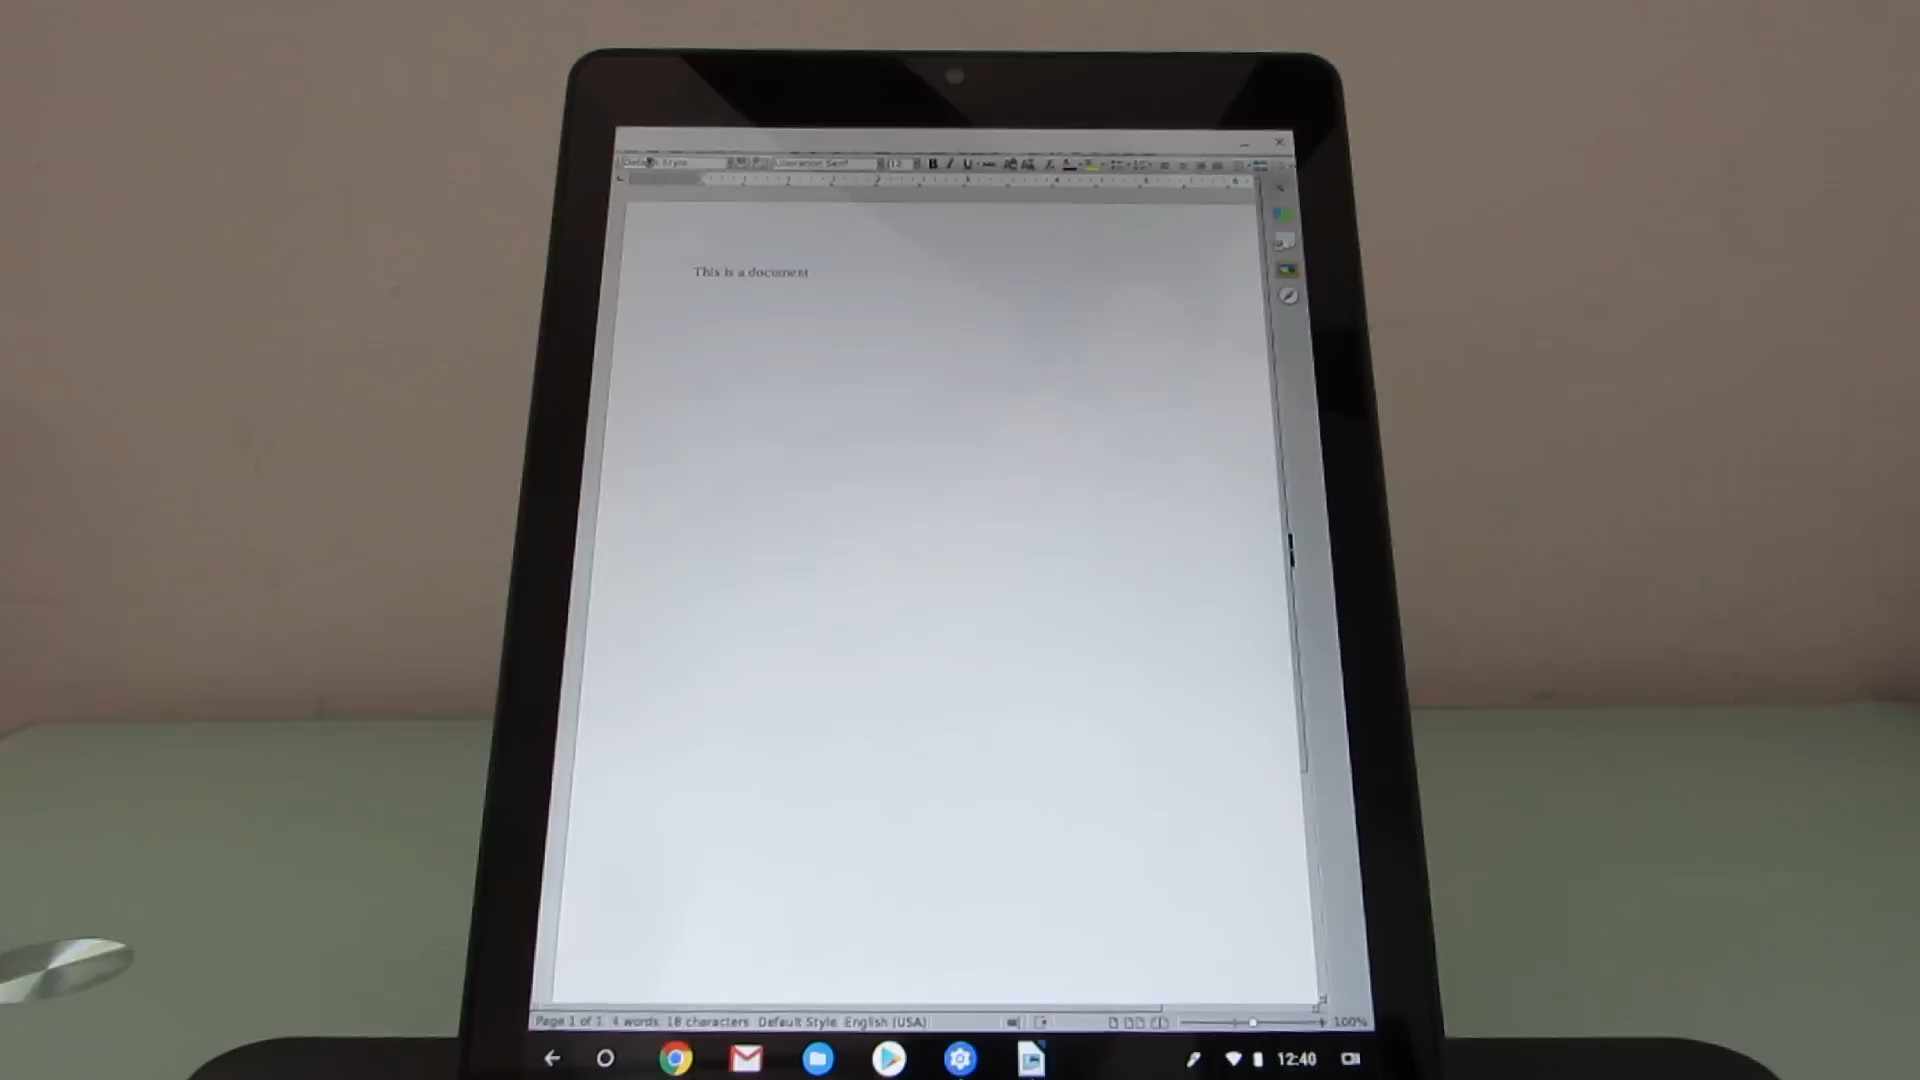 Default Style Liberation Serif 12
This is a document
Page 1 of 1 4 words, 18 characters Default Style English (USA) 100%
12:40